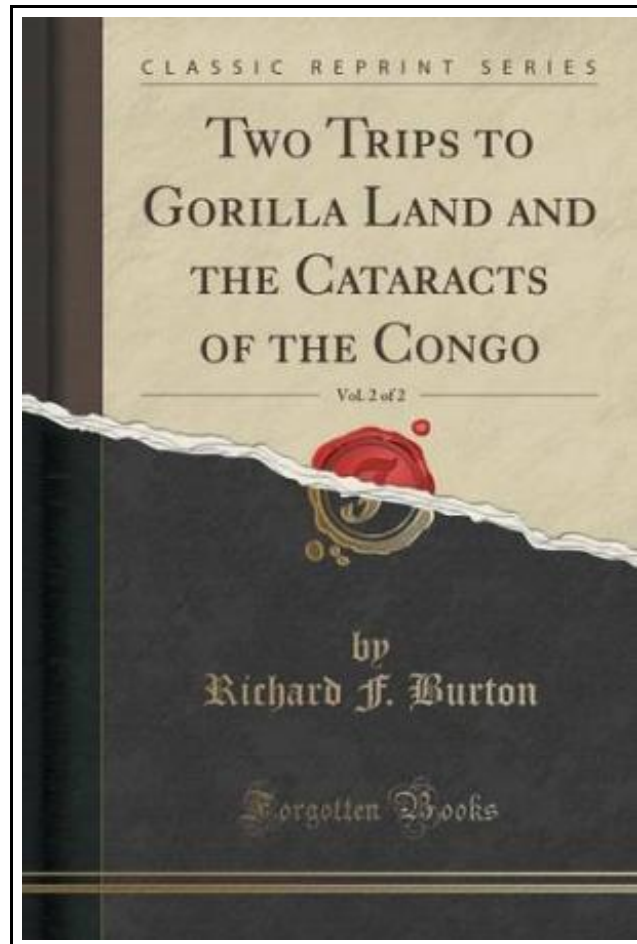 CLASSIC REPRINT SERIES
TWO TRIPS TO
GORILLA LAND AND
THE CATARACTS
OF THE CONGO
Vol. 2 of 2
F
by
Richard F. Burton
Forgotten Books